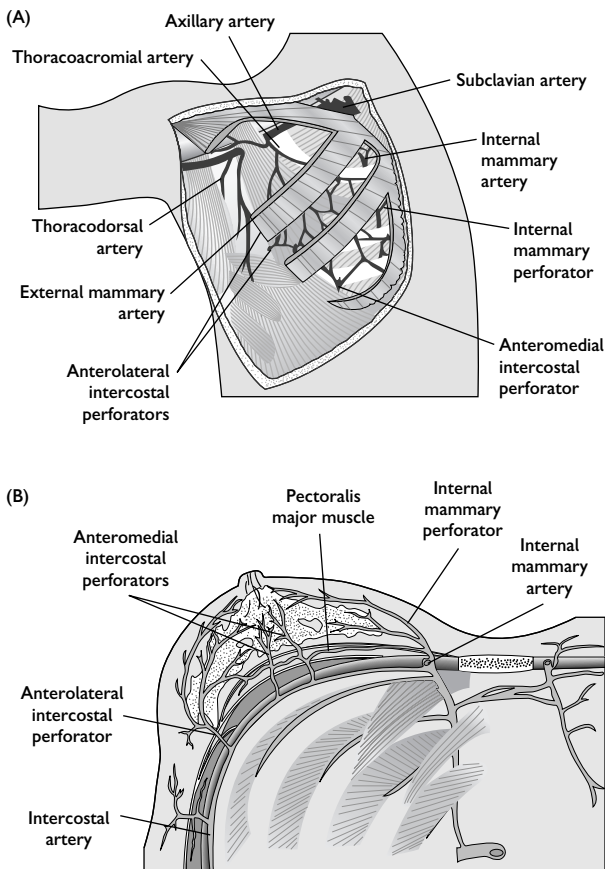 (A)
Axillary artery
Thoracoacromial artery
Subclavian artery
Internal
mammary
artery
Thoracodorsal
artery
Internal
mammary
perforator
External mammary
artery
Anteromedial
intercostal
perforator
Anterolateral
intercostal
perforators
(B)
Pectoralis
major muscle
Internal
mammary
perforator
Anteromedial
intercostal
perforators
Internal
mammary
artery
Anterolateral
intercostal
perforator
Intercostal
artery